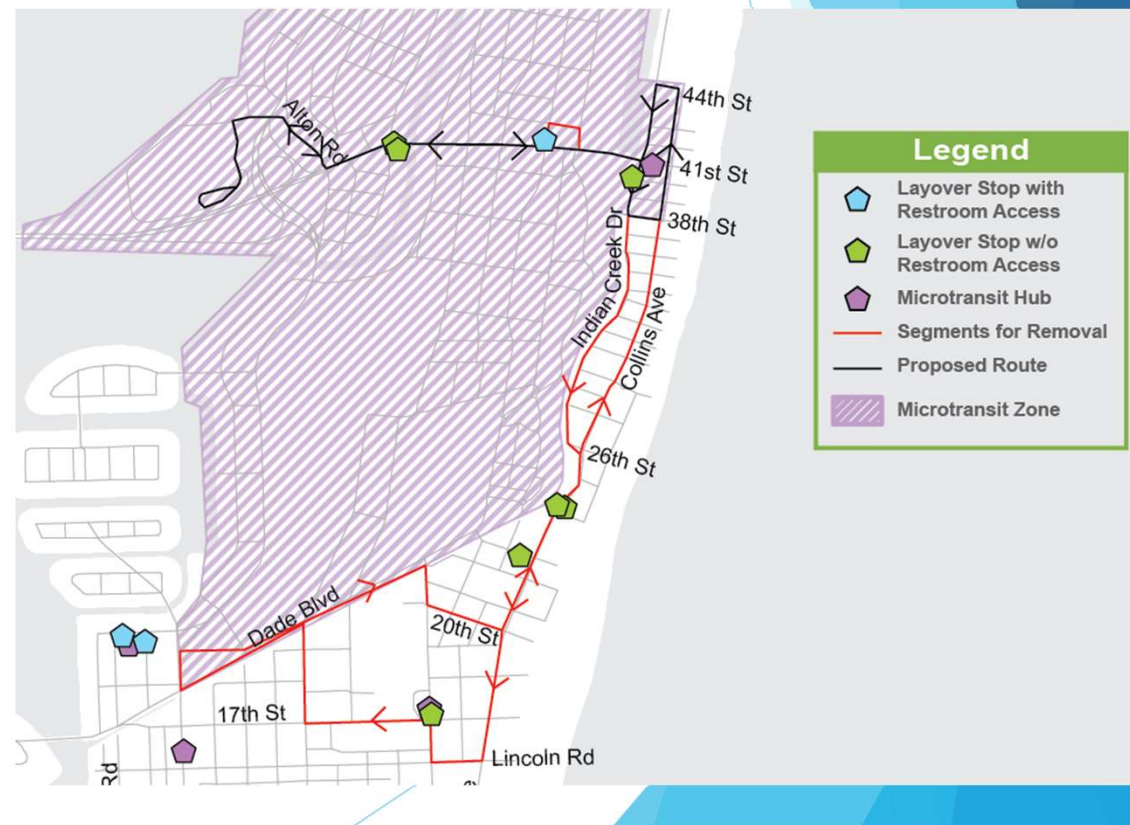 44th St
Alton Rd
41st St
38th St
Indian Creek Dr
Collins Ave
26th St
Dade Blvd
20th St
17th St
Lincoln Rd
Rd
e
Legend
Layover Stop with
Restroom Access
Layover Stop w/o
Restroom Access
Microtransit Hub
Segments for Removal
Proposed Route
Microtransit Zone